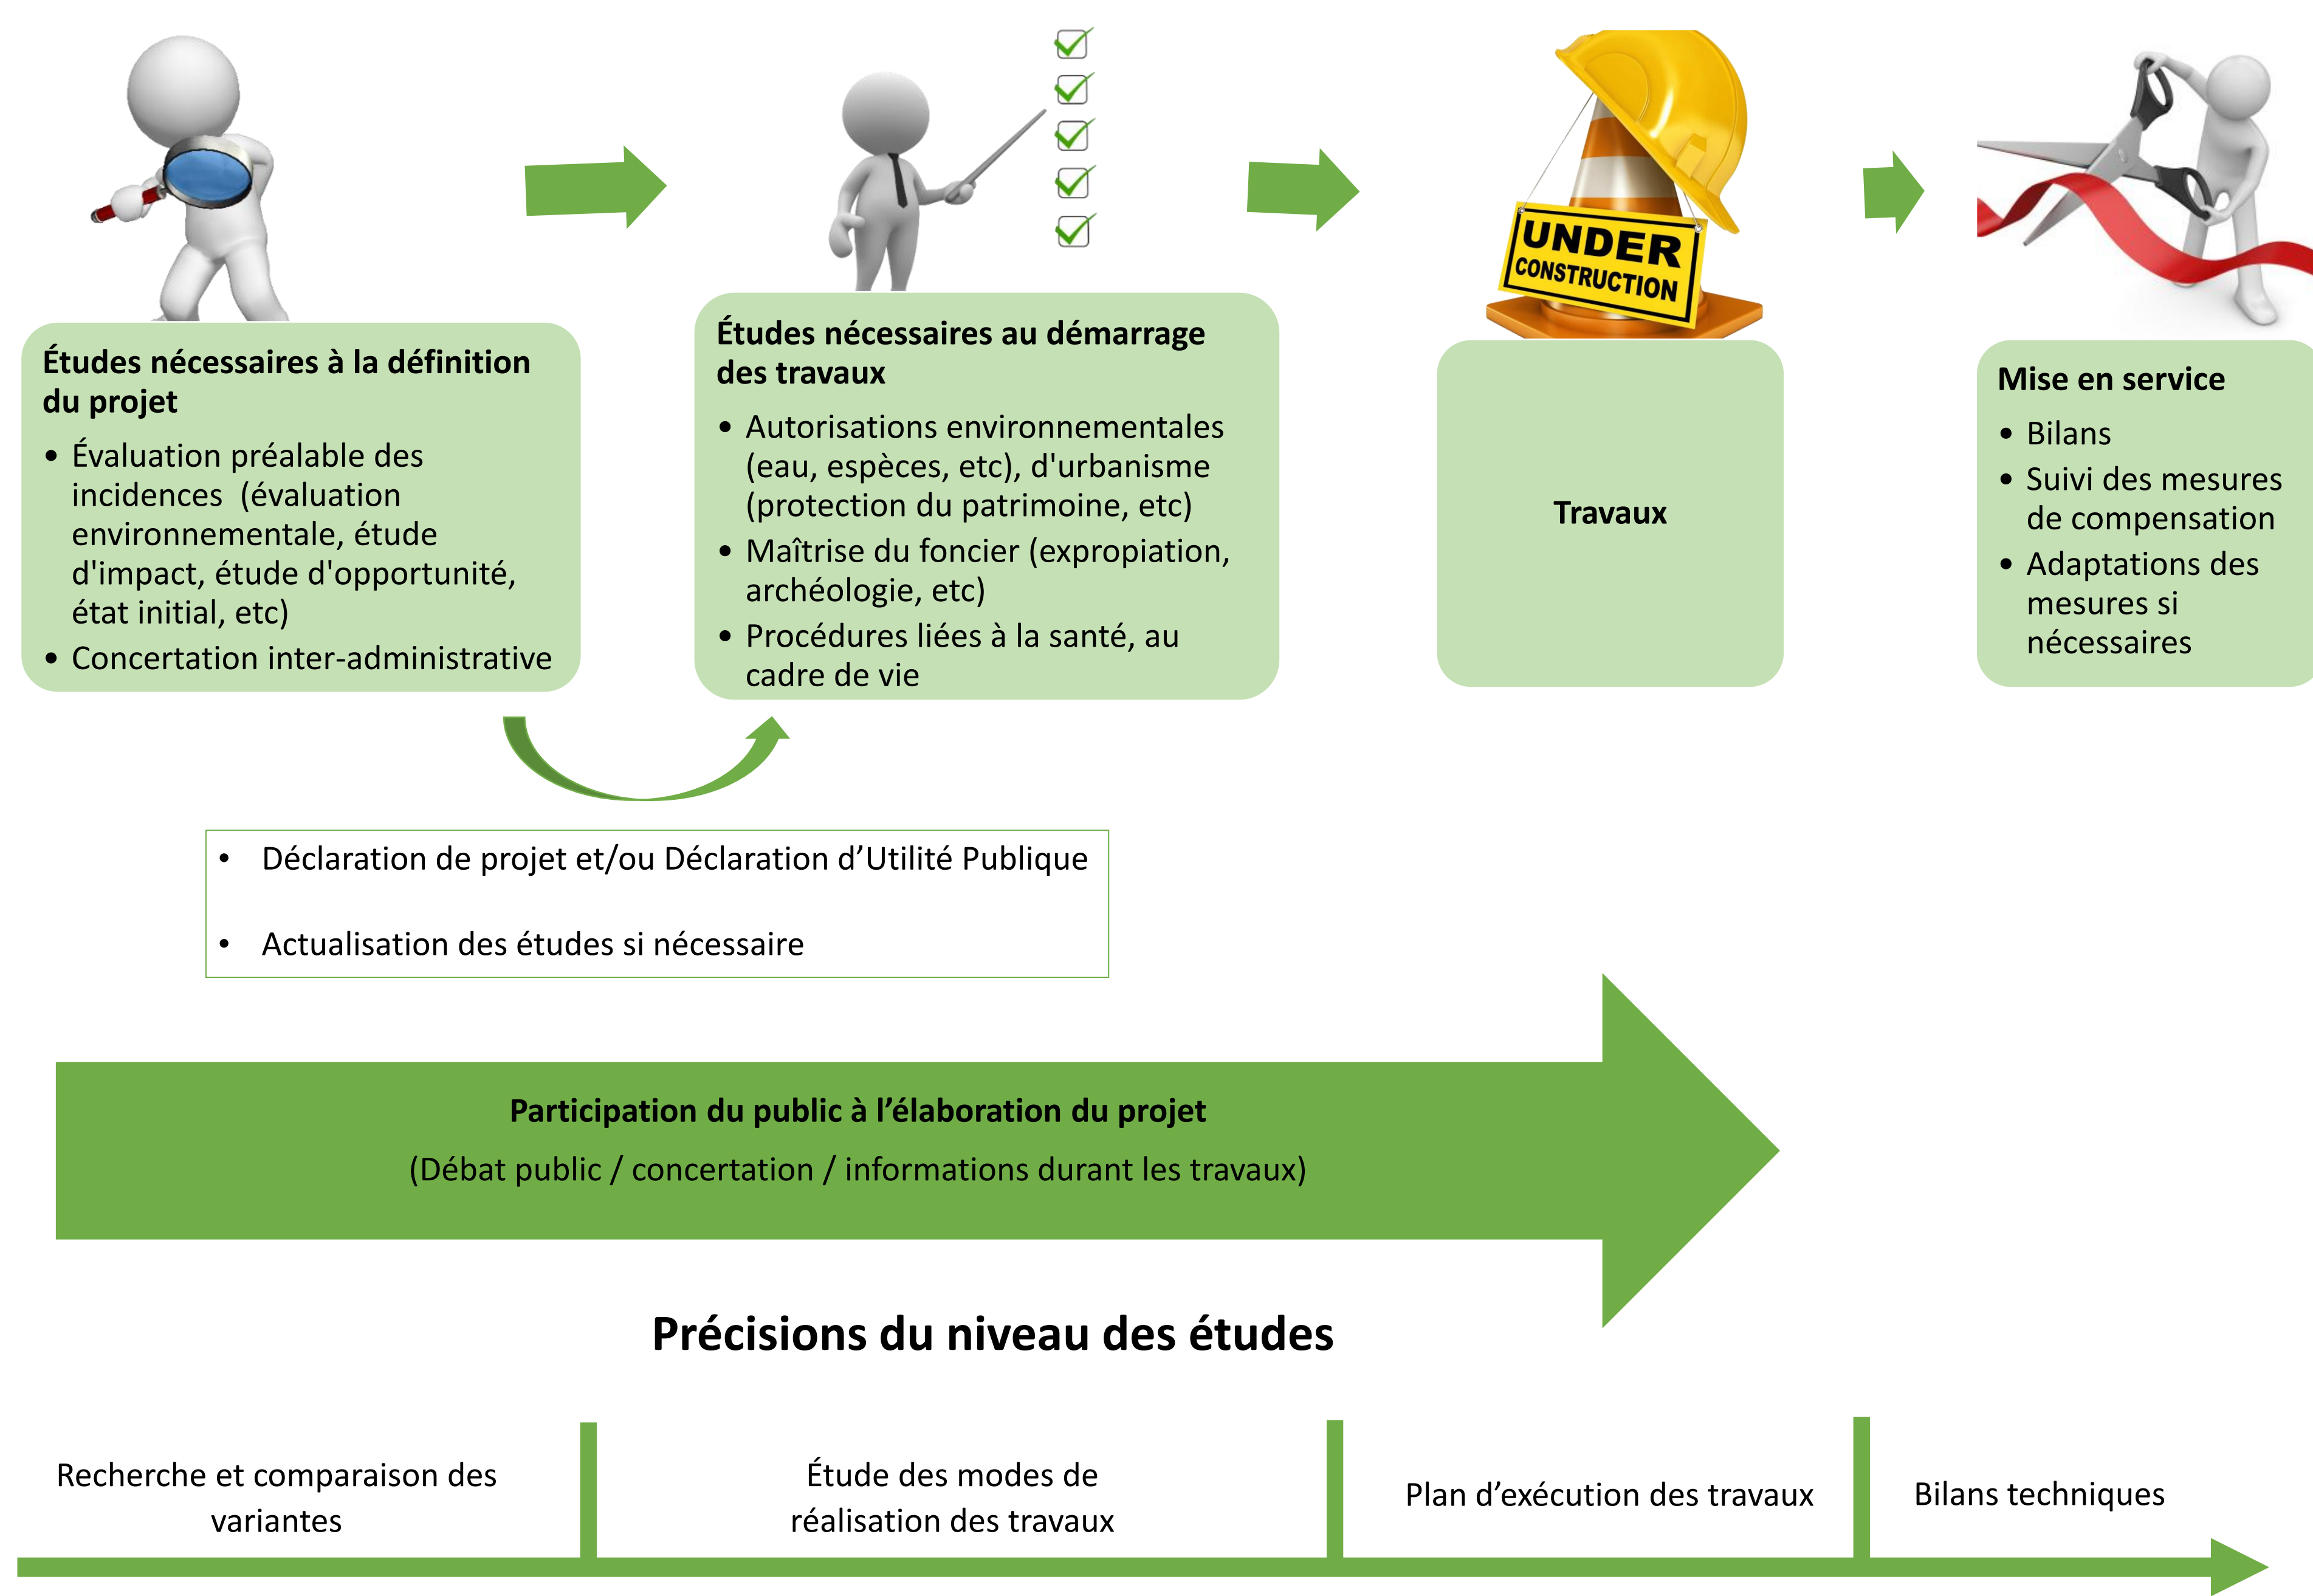 UNDER
CONSTRUCTION
Études nécessaires à la définition
du projet
• Évaluation préalable des
incidences (évaluation
environnementale, étude
d'impact, étude d'opportunité,
état initial, etc)
• Concertation inter-administrative
Études nécessaires au démarrage
des travaux
• Autorisations environnementales
(eau, espèces, etc), d'urbanisme
(protection du patrimoine, etc)
• Maîtrise du foncier (expropiation,
archéologie, etc)
• Procédures liées à la santé, au
cadre de vie
Travaux
Mise en service
• Bilans
• Suivi des mesures
de compensation
• Adaptations des
mesures si
nécessaires
• Déclaration de projet et/ou Déclaration d’Utilité Publique
• Actualisation des études si nécessaire
Participation du public à l’élaboration du projet
(Débat public / concertation / informations durant les travaux)
Précisions du niveau des études
Recherche et comparaison des
variantes
Étude des modes de
réalisation des travaux
Plan d’exécution des travaux
Bilans techniques